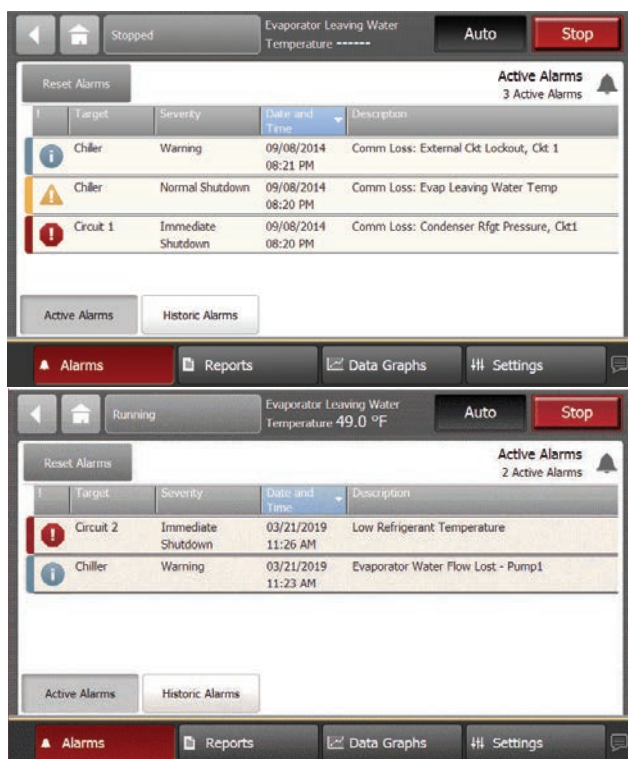 Stopped
Evaporator Leaving Water
Temperature ------
Auto
Stop
Reset Alarms
Active Alarms
3 Active Alarms
! Target Severity Date and Time Description
Chiller Warning 09/08/2014 Comm Loss: External Ckt Lockout, Ckt 1
08:21 PM
Chiller Normal Shutdown 09/08/2014 Comm Loss: Evap Leaving Water Temp
08:20 PM
Circuit 1 Immediate 09/08/2014 Comm Loss: Condenser Rfgt Pressure, Ckt1
Shutdown 08:20 PM
Active Alarms Historic Alarms
Alarms Reports Data Graphs Settings
Running
Evaporator Leaving Water
Temperature 49.0 °F
Auto
Stop
Reset Alarms
Active Alarms
2 Active Alarms
! Target Severity Date and Time Description
Circuit 2 Immediate 03/21/2019 Low Refrigerant Temperature
Shutdown 11:26 AM
Chiller Warning 03/21/2019 Evaporator Water Flow Lost - Pump1
11:23 AM
Active Alarms Historic Alarms
Alarms Reports Data Graphs Settings